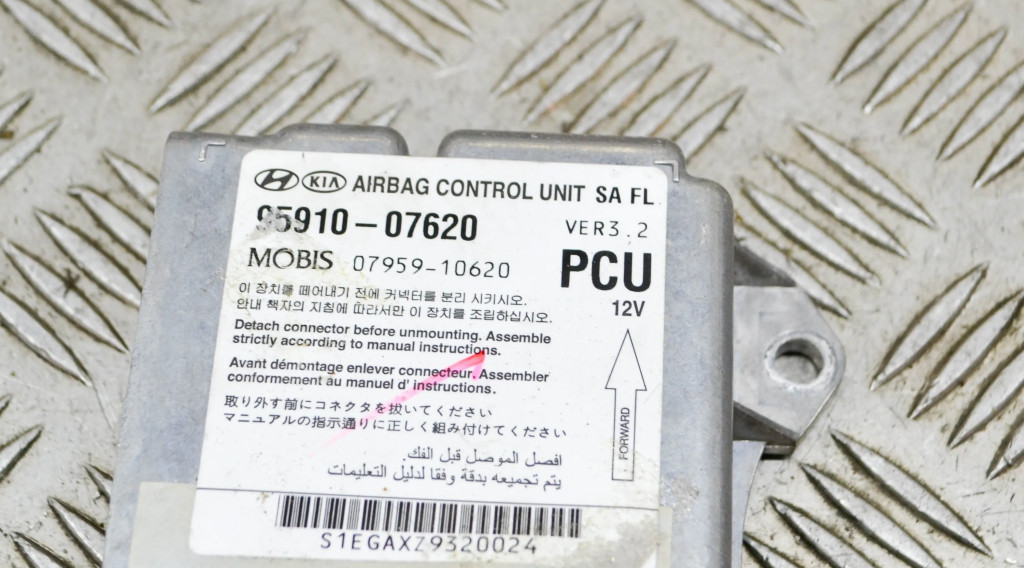 KIA AIRBAG CONTROL UNIT SA FL
95910-07620 VER3.2
MOBIS 07959-10620 PCU
12V
이 장치를 떼어내기 전에 커넥터를 분리 시키시오.
안내 책자의 지침에 따라서만 이 장치를 조립하십시오.
Detach connector before unmounting. Assemble
strictly according to manual instructions.
Avant démontage enlever connecteur. Assembler
conformement au manuel d' instructions.
取り外す前にコネクタを抜いてください
マニュアルの指示通りに正しく組み付けてください
افصل الموصل قبل الفك.
يتم تجميعه بدقة وفقا لدليل التعليمات
FORWARD
S1EGAXZ9320024